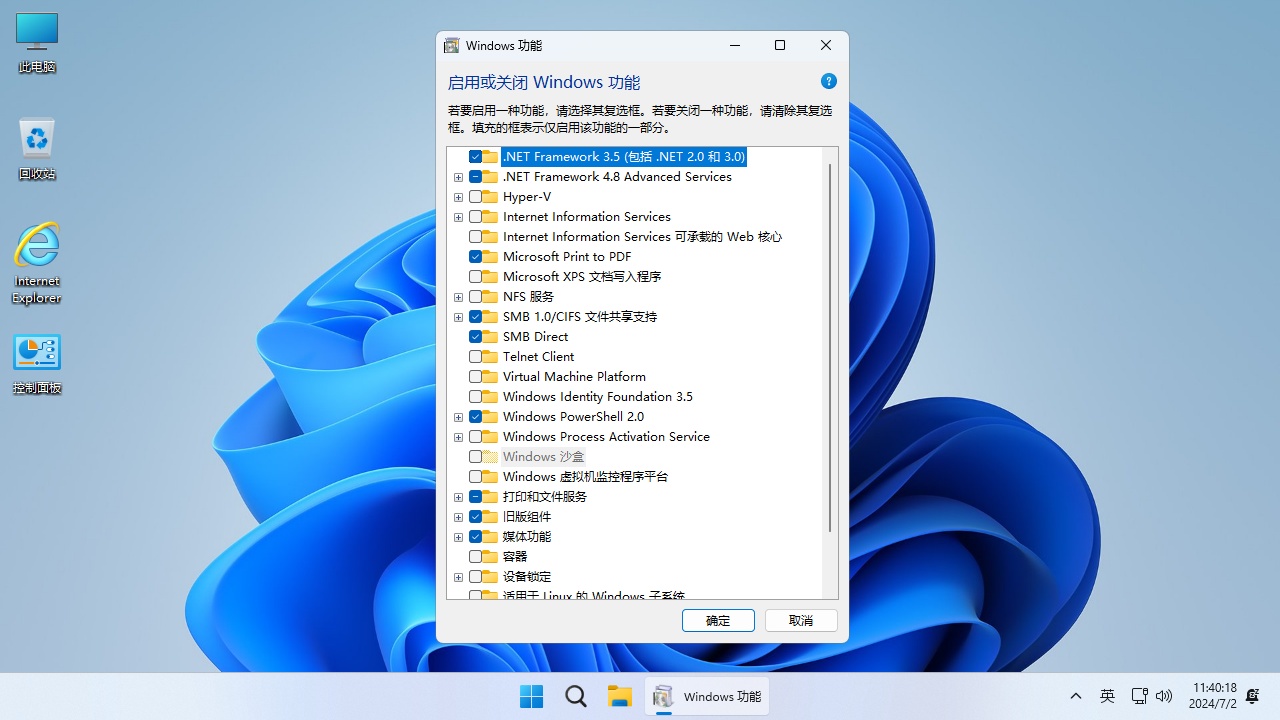 此电脑
回收站
Internet
Explorer
控制面板
Windows 功能
启用或关闭 Windows 功能
若要启用一种功能，请选择其复选框。若要关闭一种功能，请清除其复选
框。填充的框表示仅启用该功能的一部分。
.NET Framework 3.5 (包括 .NET 2.0 和 3.0)
.NET Framework 4.8 Advanced Services
Hyper-V
Internet Information Services
Internet Information Services 可承载的 Web 核心
Microsoft Print to PDF
Microsoft XPS 文档写入程序
NFS 服务
SMB 1.0/CIFS 文件共享支持
SMB Direct
Telnet Client
Virtual Machine Platform
Windows Identity Foundation 3.5
Windows PowerShell 2.0
Windows Process Activation Service
Windows 沙盒
Windows 虚拟机监控程序平台
打印和文件服务
旧版组件
媒体功能
容器
设备锁定
适用于 Linux 的 Windows 子系统
确定
取消
Windows 功能
英
11:40:18
2024/7/2